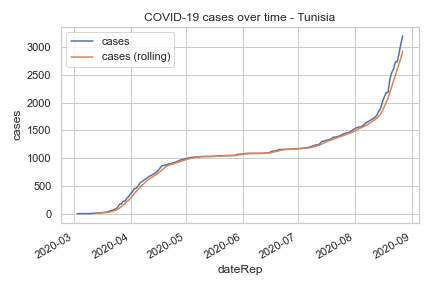 COVID-19 cases over time - Tunisia
cases
cases (rolling)
3000
2500
2000
1500
1000
500
0
cases
2020-03
2020-04
2020-05
2020-06
2020-07
2020-08
2020-09
dateRep